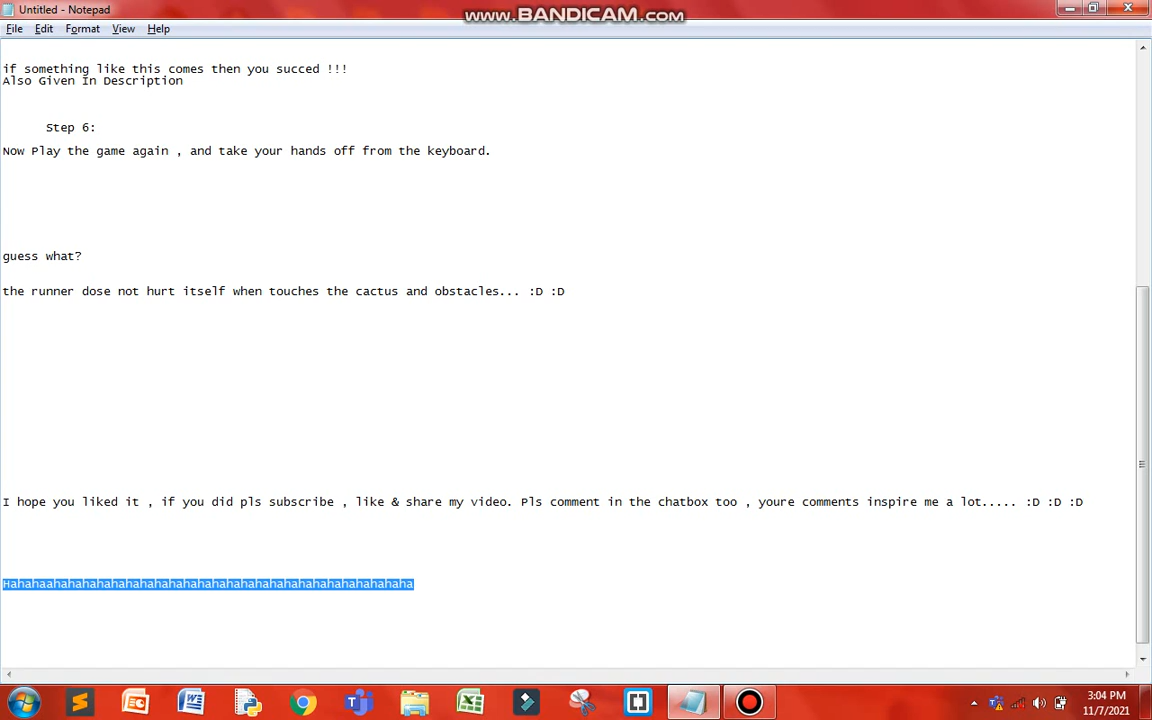 Untitled - Notepad
www.BANDICAM.com
File Edit Format View Help
if something like this comes then you succed !!!
Also Given In Description
Step 6:
Now Play the game again , and take your hands off from the keyboard.
guess what?
the runner dose not hurt itself when touches the cactus and obstacles... :D :D
I hope you liked it , if you did pls subscribe , like & share my video. Pls comment in the chatbox too , youre comments inspire me a lot..... :D :D :D
Hahahaahahahahahahahahahahahahahahahahahahahahahahahahaha
3:04 PM
11/7/2021